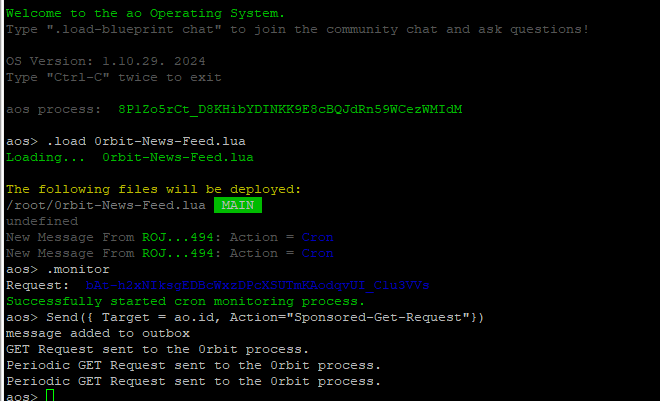 Welcome to the ao Operating System.
Type ".load-blueprint chat" to join the community chat and ask questions!
OS Version: 1.10.29. 2024
Type "Ctrl-C" twice to exit
aos process:  8PlZo5rCt_D8KHibYDINKK9E8cBQJdRn59WCezWMIdM
aos> .load 0rbit-News-Feed.lua
Loading...  0rbit-News-Feed.lua
The following files will be deployed:
/root/0rbit-News-Feed.lua  MAIN
undefined
New Message From ROJ...494: Action = Cron
New Message From ROJ...494: Action = Cron
aos> .monitor
Request:
Successfully started cron monitoring process.
aos> Send({ Target = ao.id, Action="Sponsored-Get-Request"})
message added to outbox
GET Request sent to the 0rbit process.
Periodic GET Request sent to the 0rbit process.
Periodic GET Request sent to the 0rbit process.
aos>